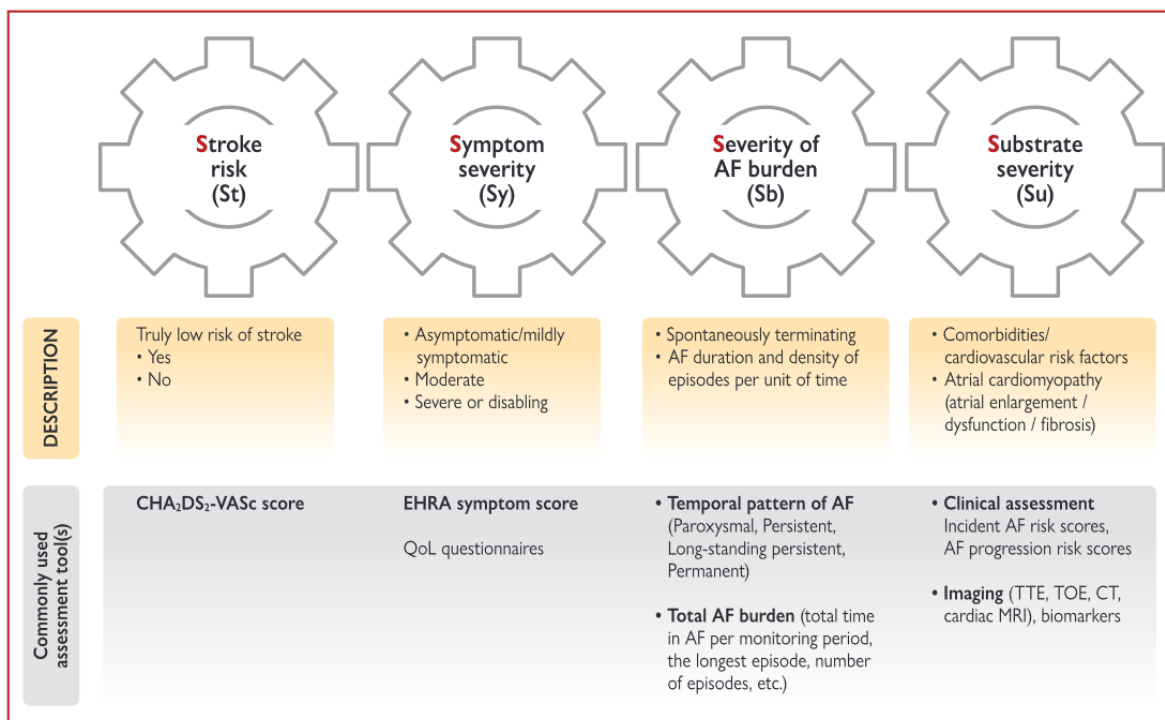 Stroke
risk
(St)
Symptom
severity
(Sy)
Severity of
AF burden
(Sb)
Substrate
severity
(Su)
DESCRIPTION
Truly low risk of stroke
• Yes
• No
• Asymptomatic/mildly
symptomatic
• Moderate
• Severe or disabling
• Spontaneously terminating
• AF duration and density of
episodes per unit of time
• Comorbidities/
cardiovascular risk factors
• Atrial cardiomyopathy
(atrial enlargement /
dysfunction / fibrosis)
Commonly used
assessment tool(s)
CHA₂DS₂-VASc score
EHRA symptom score
QoL questionnaires
• Temporal pattern of AF
(Paroxysmal, Persistent,
Long-standing persistent,
Permanent)
• Total AF burden (total time
in AF per monitoring period,
the longest episode, number
of episodes, etc.)
• Clinical assessment
Incident AF risk scores,
AF progression risk scores
• Imaging (TTE, TOE, CT,
cardiac MRI), biomarkers